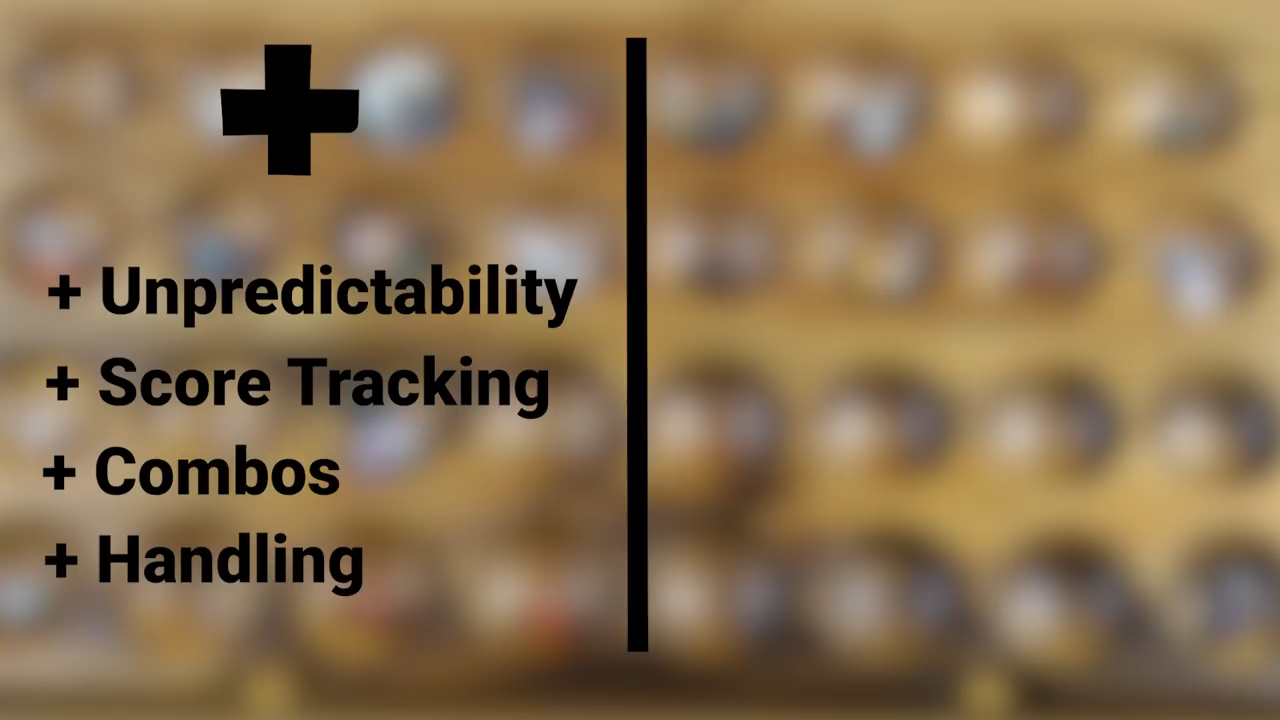 +
+ Unpredictability
+ Score Tracking
+ Combos
+ Handling